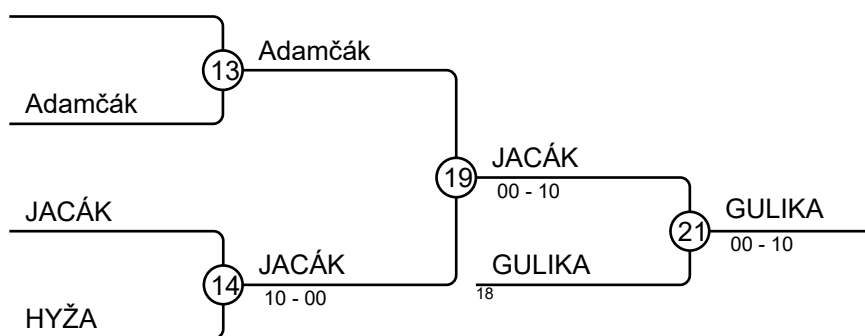 Adamčák
13
Adamčák
JACÁK
19
00 - 10
JACÁK
GULIKA
21
00 - 10
JACÁK
14
10 - 00
GULIKA
18
HYŽA